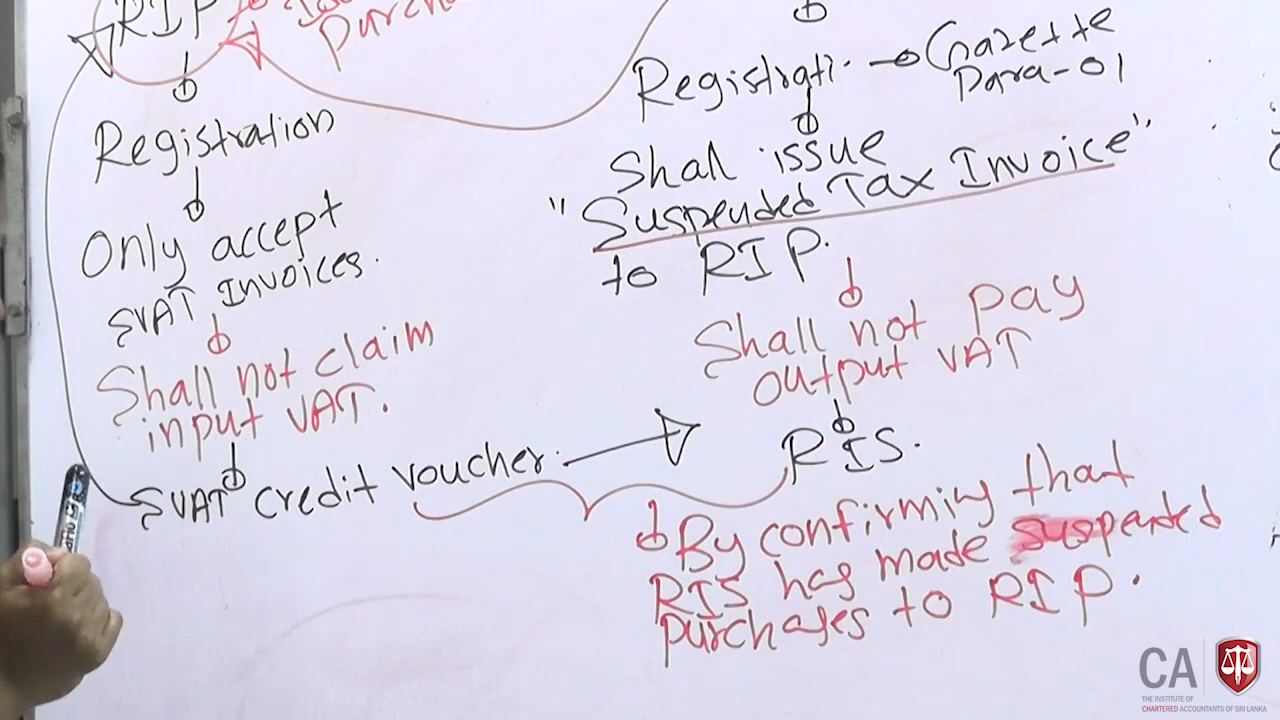 RIP
Purch
Registration
Only accept
SVAT Invoices.
Shall not claim
input VAT.
SVAT credit voucher.
Registrati. Gazette
Para-01
Shall issue
"Suspended Tax Invoice"
to RIP.
Shall not pay
output VAT
RIS.
By confirming that
RIS has made suspended
purchases to RIP.
CA
THE INSTITUTE OF
CHARTERED ACCOUNTANTS OF SRI LANKA